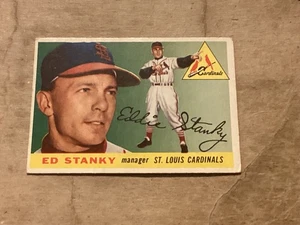 Cardinals
Eddie Stanky
ED STANKY manager ST. LOUIS CARDINALS